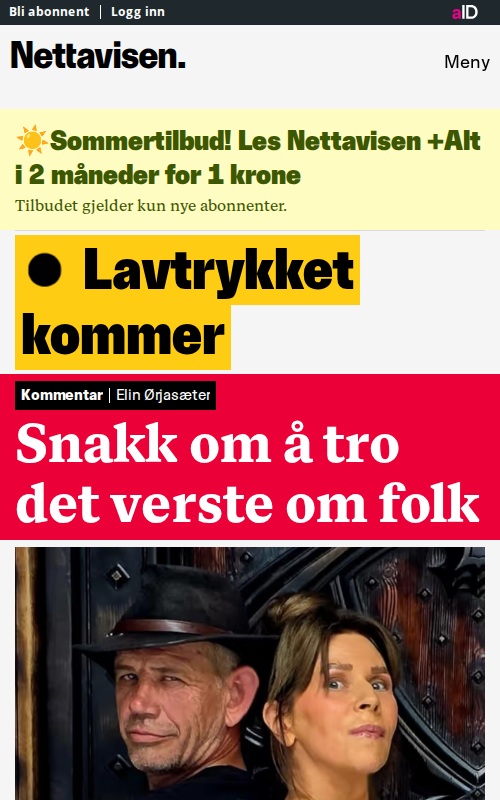 Bli abonnent | Logg inn
aID
Nettavisen.
Meny
☀️Sommertilbud! Les Nettavisen +Alt
i 2 måneder for 1 krone
Tilbudet gjelder kun nye abonnenter.
● Lavtrykket
kommer
Kommentar | Elin Ørjasæter
Snakk om å tro
det verste om folk